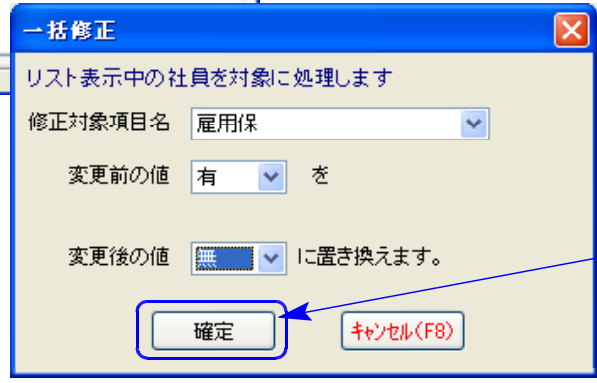 一括修正
リスト表示中の社員を対象に処理します
修正対象項目名 雇用保
変更前の値 有 を
変更後の値 無 に置き換えます。
確定 ｷｬﾝｾﾙ(F8)